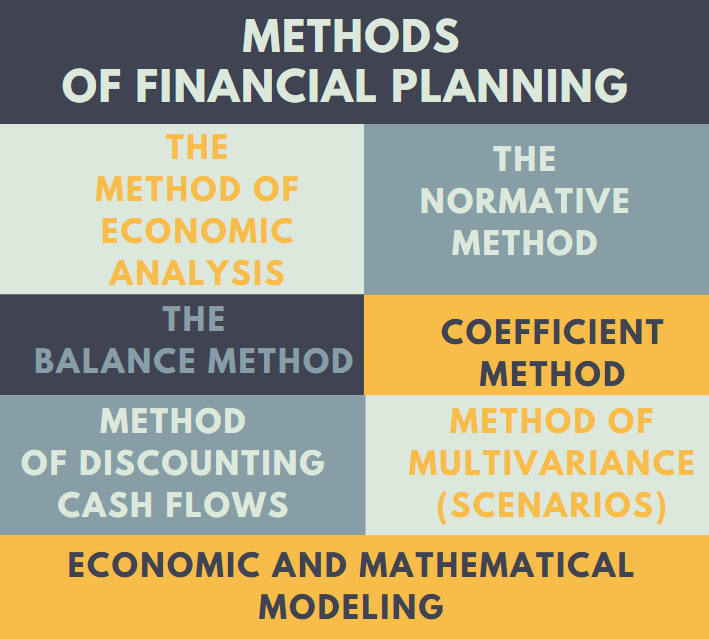 METHODS
OF FINANCIAL PLANNING
THE
METHOD OF
ECONOMIC
ANALYSIS
THE
NORMATIVE
METHOD
THE
BALANCE METHOD
COEFFICIENT
METHOD
METHOD
OF DISCOUNTING
CASH FLOWS
METHOD OF
MULTIVARIANCE
(SCENARIOS)
ECONOMIC AND MATHEMATICAL
MODELING